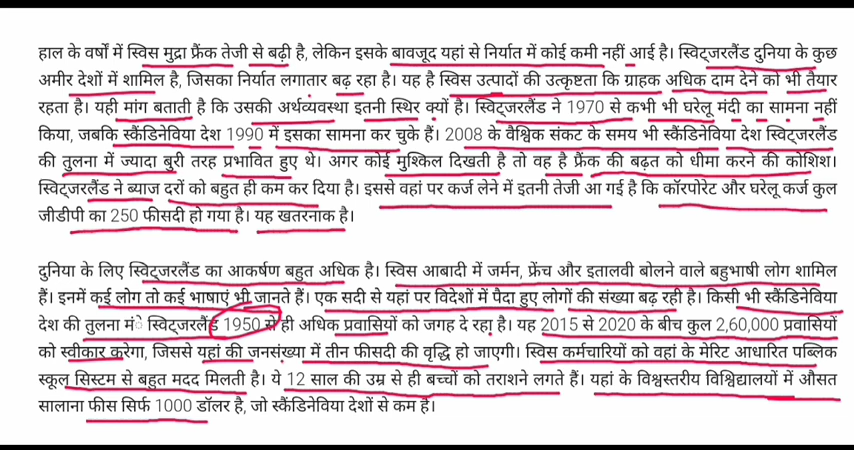 हाल के वर्षों में स्विस मुद्रा फ्रैंक तेजी से बढ़ी है, लेकिन इसके बावजूद यहां से निर्यात में कोई कमी नहीं आई है। स्विट्जरलैंड दुनिया के कुछ
अमीर देशों में शामिल है, जिसका निर्यात लगातार बढ़ रहा है। यह है स्विस उत्पादों की उत्कृष्टता कि ग्राहक अधिक दाम देने को भी तैयार
रहता है। यही मांग बताती है कि उसकी अर्थव्यवस्था इतनी स्थिर क्यों है। स्विट्जरलैंड ने 1970 से कभी भी घरेलू मंदी का सामना नहीं
किया, जबकि स्कैंडिनेविया देश 1990 में इसका सामना कर चुके हैं। 2008 के वैश्विक संकट के समय भी स्कैंडिनेविया देश स्विट्जरलैंड
की तुलना में ज्यादा बुरी तरह प्रभावित हुए थे। अगर कोई मुश्किल दिखती है तो वह है फ्रैंक की बढ़त को धीमा करने की कोशिश।
स्विट्जरलैंड ने ब्याज दरों को बहुत ही कम कर दिया है। इससे वहां पर कर्ज लेने में इतनी तेजी आ गई है कि कॉरपोरेट और घरेलू कर्ज कुल
जीडीपी का 250 फीसदी हो गया है। यह खतरनाक है।
दुनिया के लिए स्विट्जरलैंड का आकर्षण बहुत अधिक है। स्विस आबादी में जर्मन, फ्रेंच और इतालवी बोलने वाले बहुभाषी लोग शामिल
हैं। इनमें कई लोग तो कई भाषाएं भी जानते हैं। एक सदी से यहां पर विदेशों में पैदा हुए लोगों की संख्या बढ़ रही है। किसी भी स्कैंडिनेविया
देश की तुलना मंे स्विट्जरलैंड 1950 से ही अधिक प्रवासियों को जगह दे रहा है। यह 2015 से 2020 के बीच कुल 2,60,000 प्रवासियों
को स्वीकार करेगा, जिससे यहां की जनसंख्या में तीन फीसदी की वृद्धि हो जाएगी। स्विस कर्मचारियों को वहां के मेरिट आधारित पब्लिक
स्कूल सिस्टम से बहुत मदद मिलती है। ये 12 साल की उम्र से ही बच्चों को तराशने लगते हैं। यहां के विश्वस्तरीय विश्विद्यालयों में औसत
सालाना फीस सिर्फ 1000 डॉलर है, जो स्कैंडिनेविया देशों से कम है।